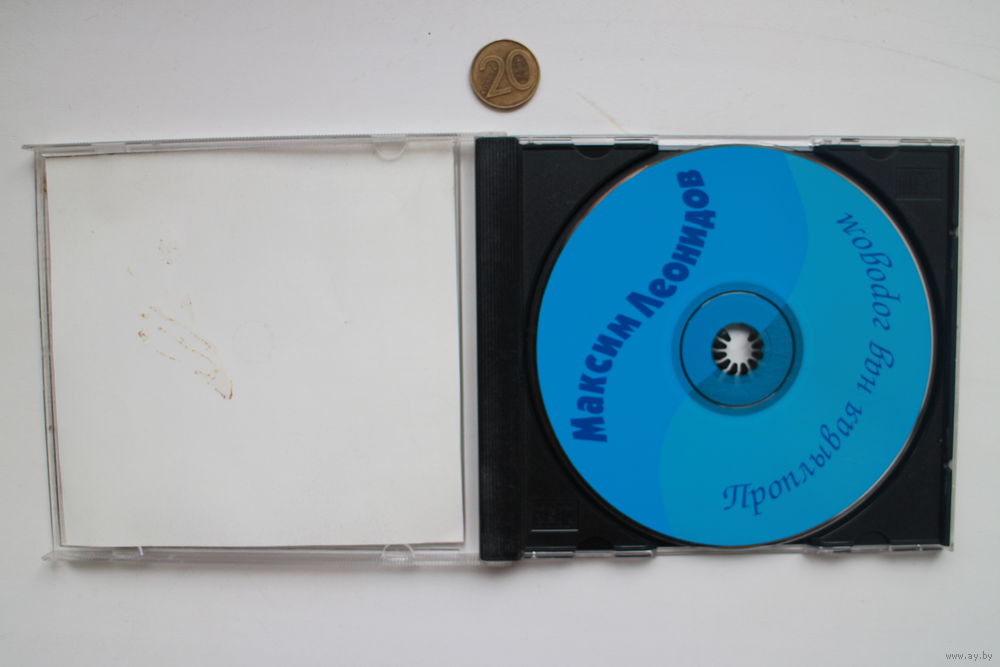 20
Максим Леонидов
Проплывая над городом
www.ay.by